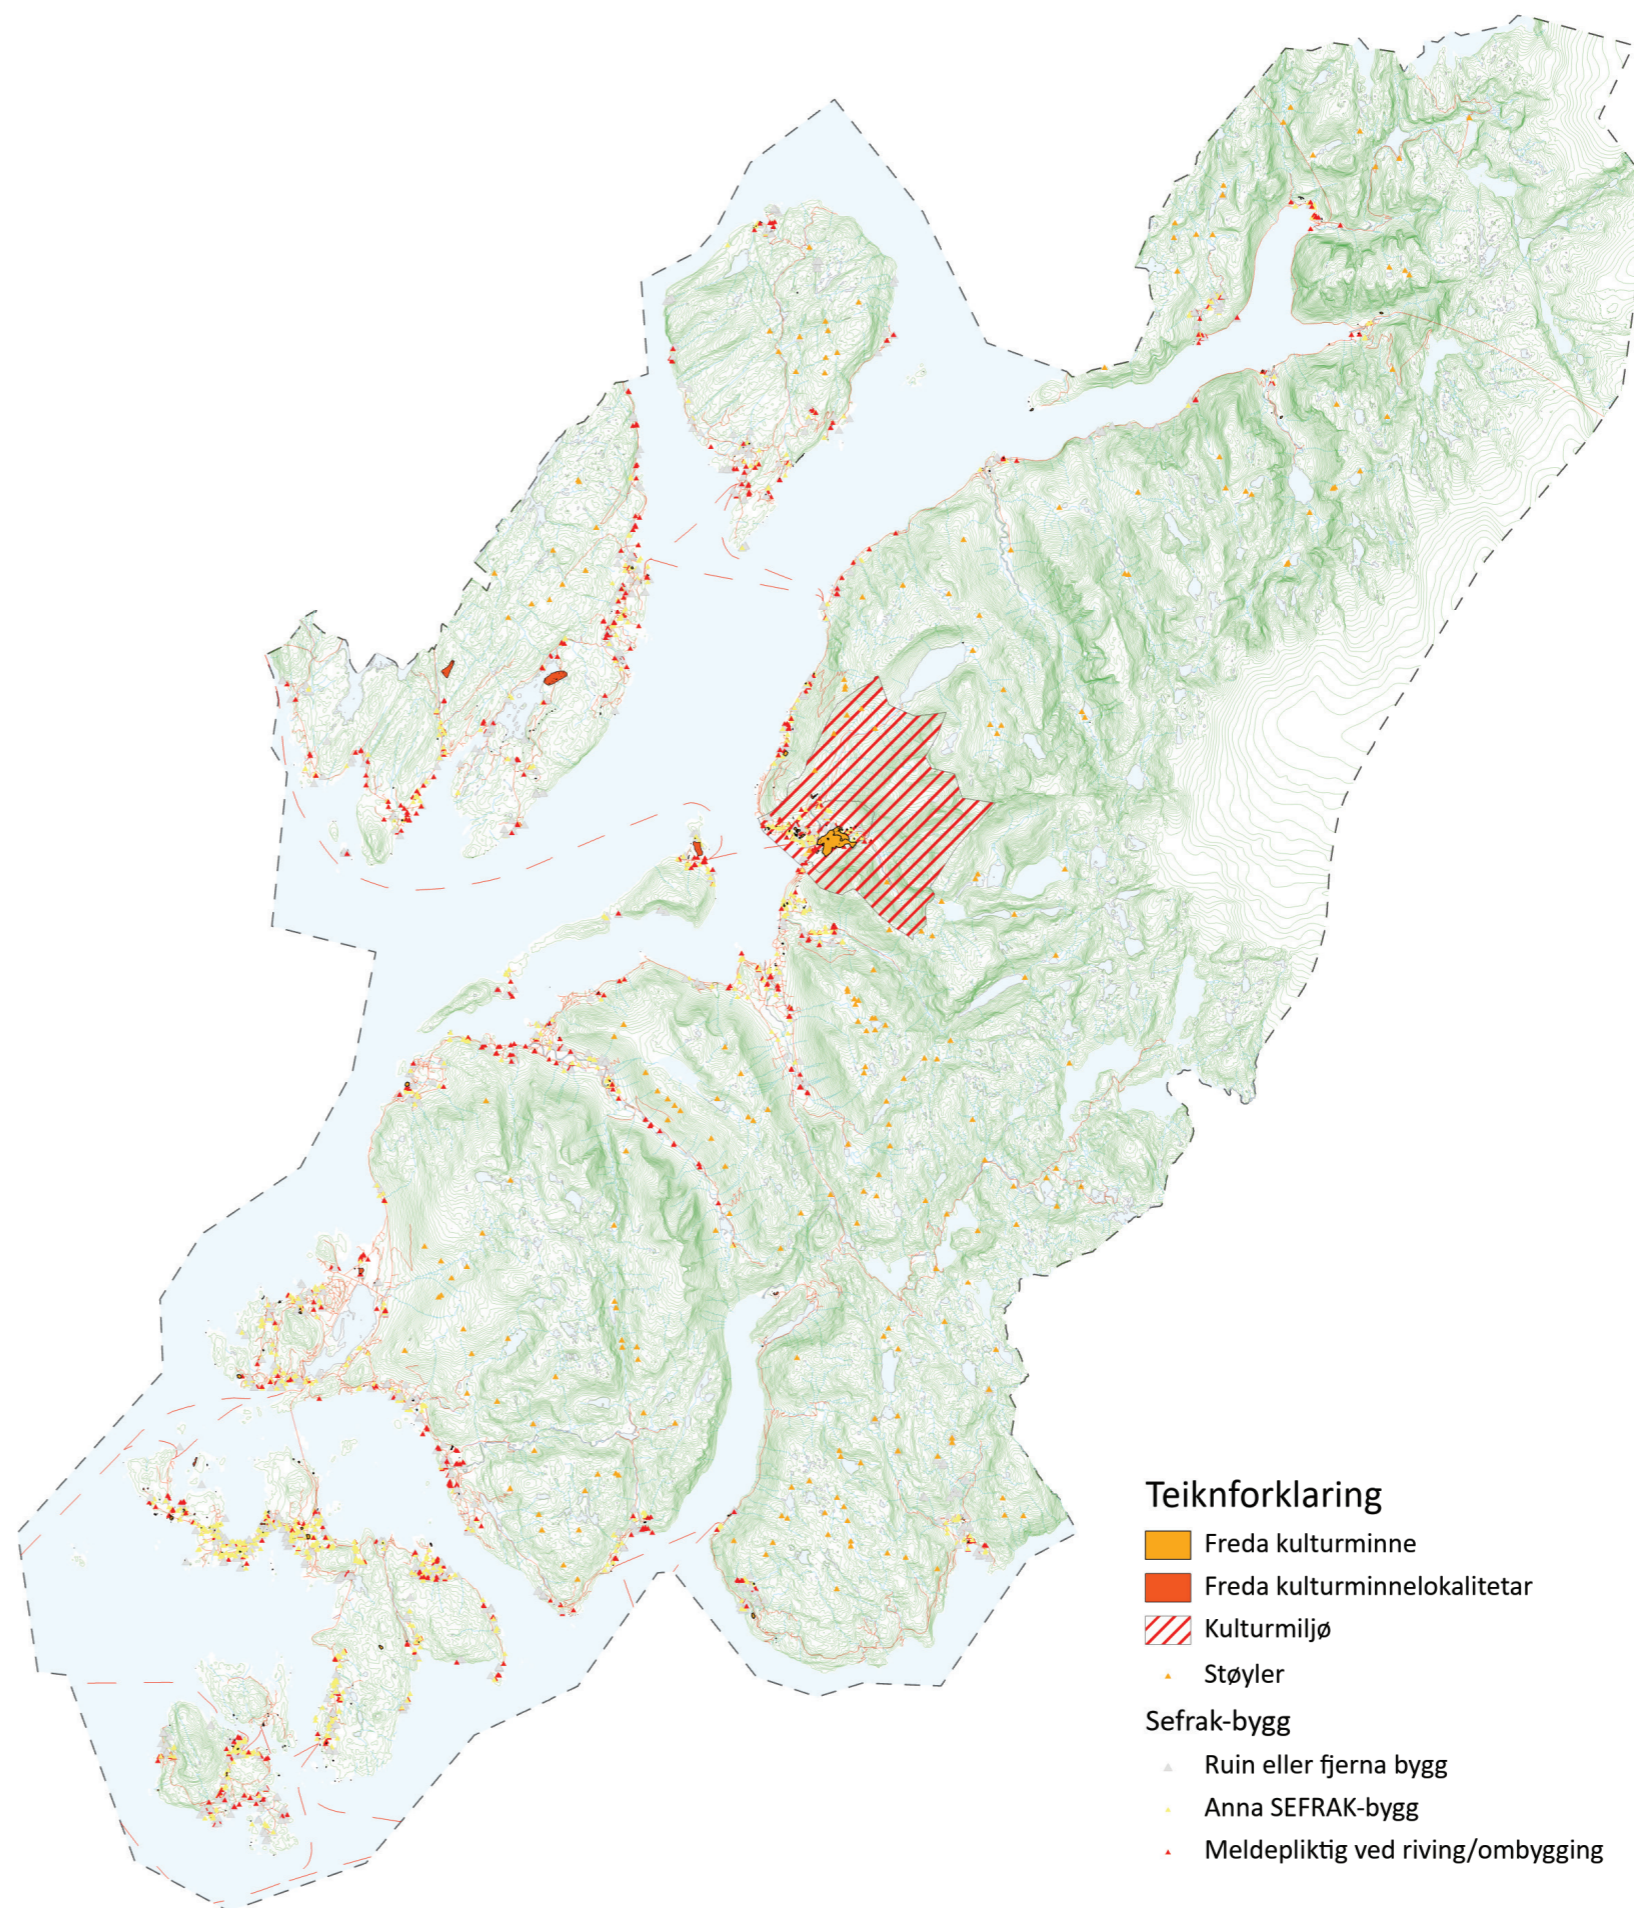 Teiknforklaring
Freda kulturminne
Freda kulturminnelokalitetar
Kulturmiljø
Støyler
Sefrak-bygg
Ruin eller fjerna bygg
Anna SEFRAK-bygg
Meldepliktig ved riving/ombygging